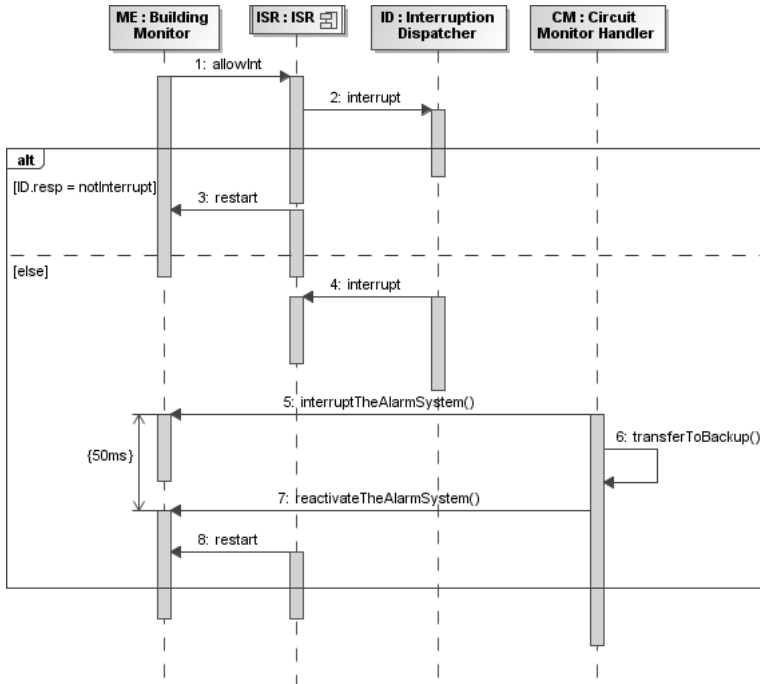 ME : Building
Monitor
ISR : ISR
ID : Interruption
Dispatcher
CM : Circuit
Monitor Handler
1: allowInt
2: interrupt
alt
[ID.resp = notInterrupt]
3: restart
[else]
4: interrupt
5: interruptTheAlarmSystem()
6: transferToBackup()
{50ms}
7: reactivateTheAlarmSystem()
8: restart